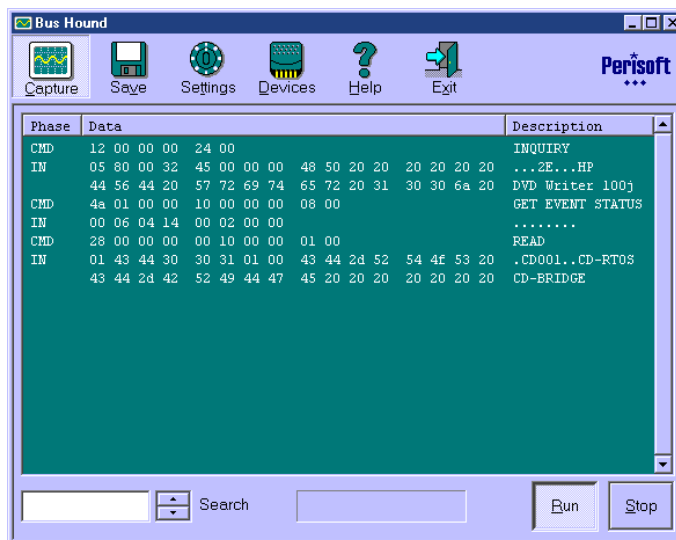 Bus Hound
Capture Save Settings Devices Help Exit Perisoft
Phase Data Description
CMD 12 00 00 00 24 00 INQUIRY
IN 05 80 00 32 45 00 00 00 48 50 20 20 20 20 20 20 ...2E...HP
44 56 44 20 57 72 69 74 65 72 20 31 30 30 6a 20 DVD Writer 100j
CMD 4a 01 00 00 10 00 00 00 08 00 GET EVENT STATUS
IN 00 06 04 14 00 02 00 00 ........
CMD 28 00 00 00 00 10 00 00 01 00 READ
IN 01 43 44 30 30 31 01 00 43 44 2d 52 54 4f 53 20 .CD001..CD-RTOS
43 44 2d 42 52 49 44 47 45 20 20 20 20 20 20 20 CD-BRIDGE
Search Run Stop